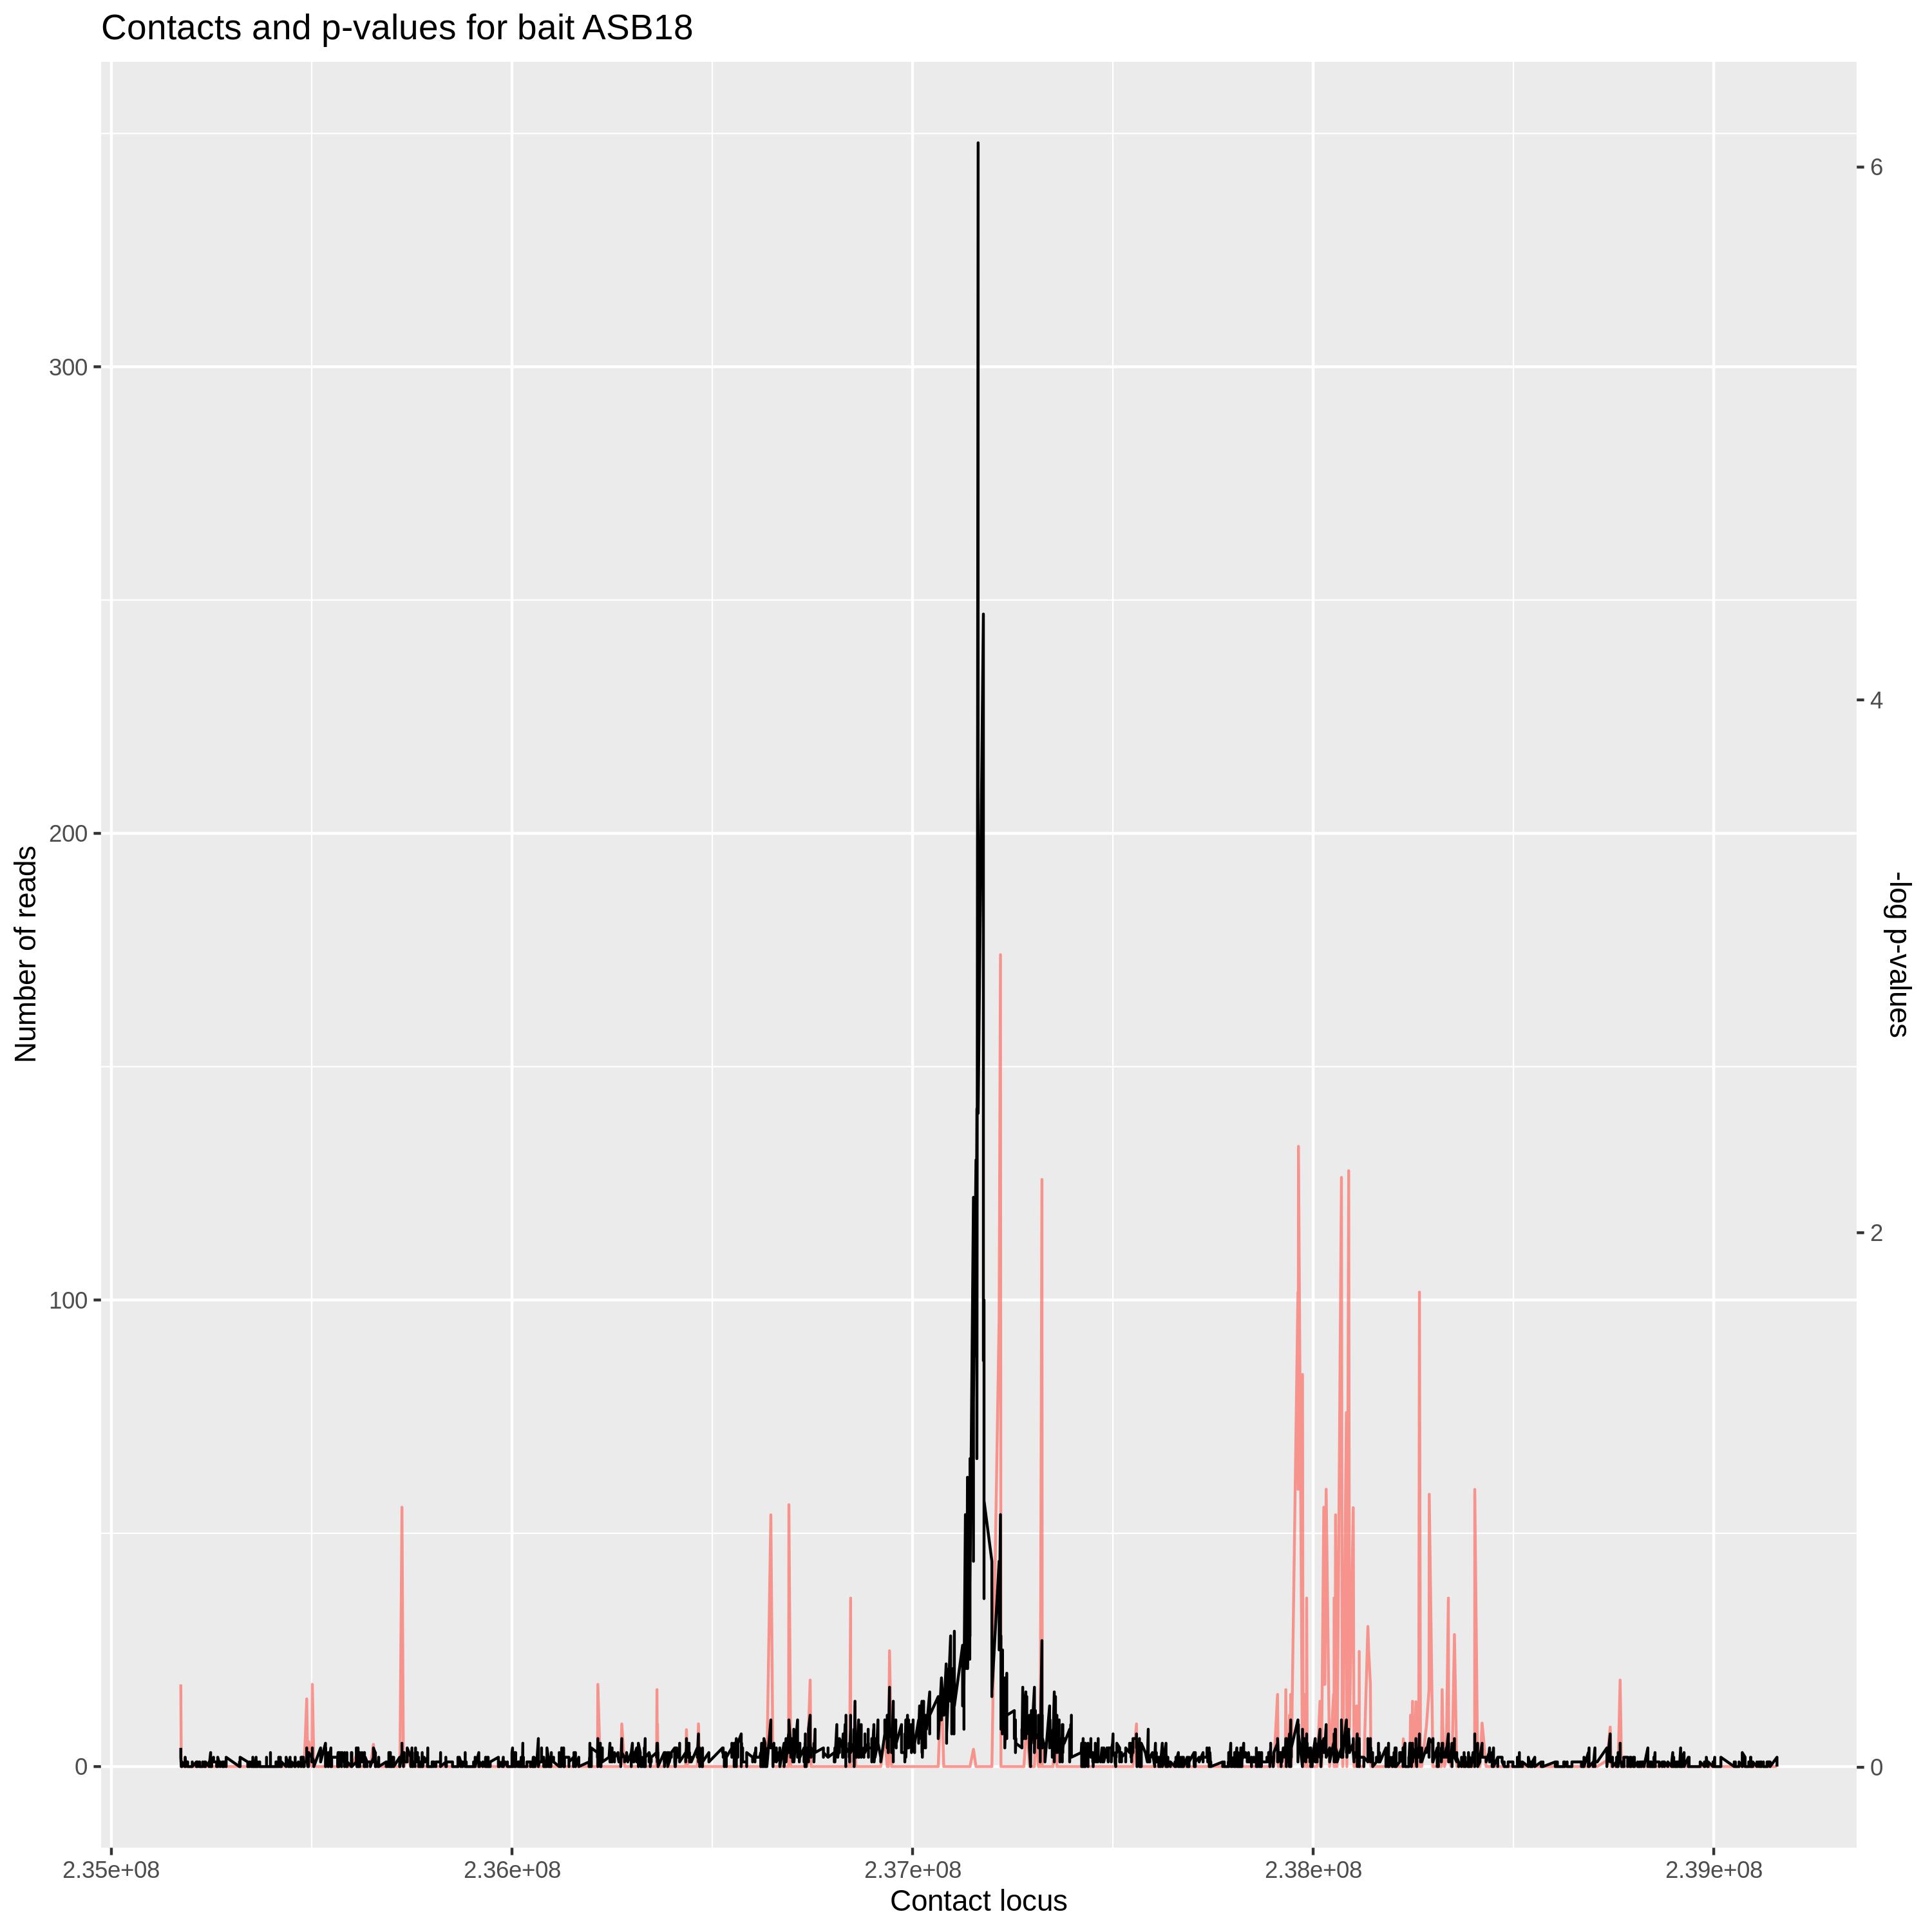 Contacts and p-values for bait ASB18
300
200
100
0
Number of reads
6
4
2
0
-log p-values
2.35e+08
2.36e+08
2.37e+08
2.38e+08
2.39e+08
Contact locus